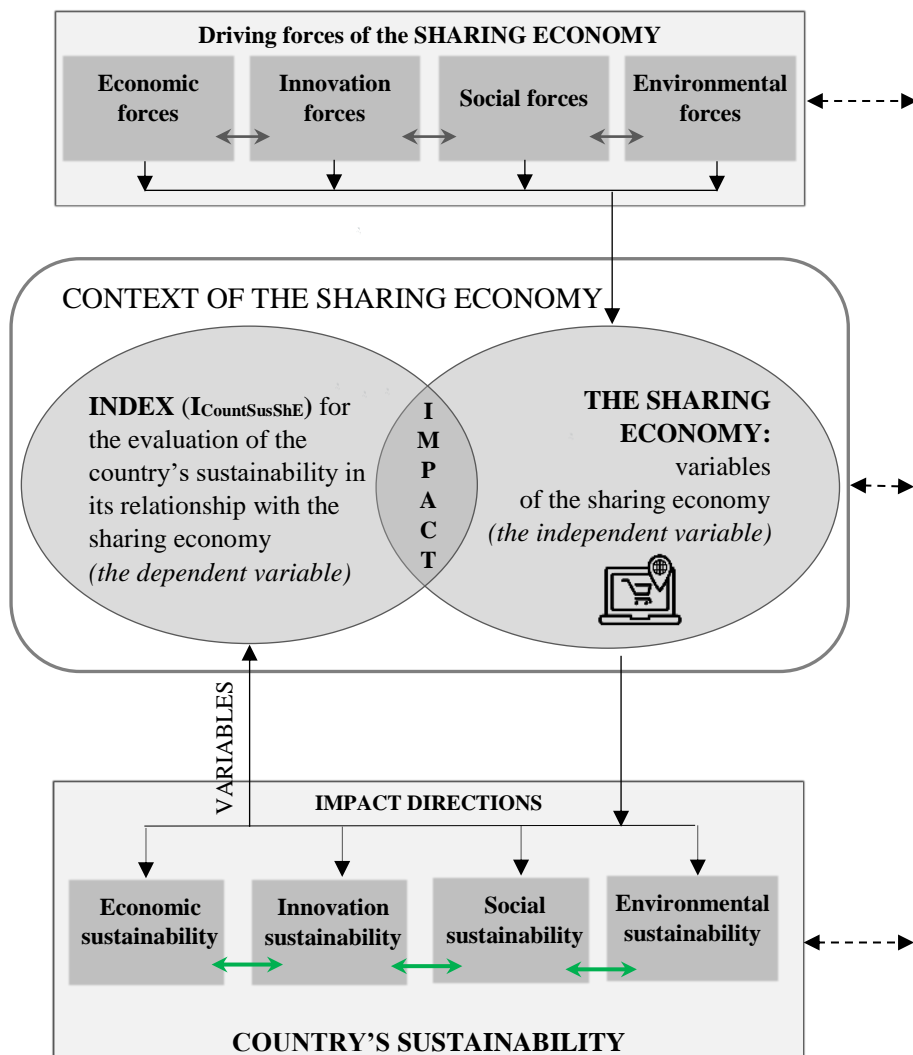 Driving forces of the SHARING ECONOMY
Economic
forces
Innovation
forces
Social forces
Environmental
forces
CONTEXT OF THE SHARING ECONOMY
INDEX (ICountSusShE) for
the evaluation of the
country’s sustainability in
its relationship with the
sharing economy
(the dependent variable)
I
M
P
A
C
T
THE SHARING
ECONOMY:
variables
of the sharing economy
(the independent variable)
VARIABLES
IMPACT DIRECTIONS
Economic
sustainability
Innovation
sustainability
Social
sustainability
Environmental
sustainability
COUNTRY’S SUSTAINABILITY